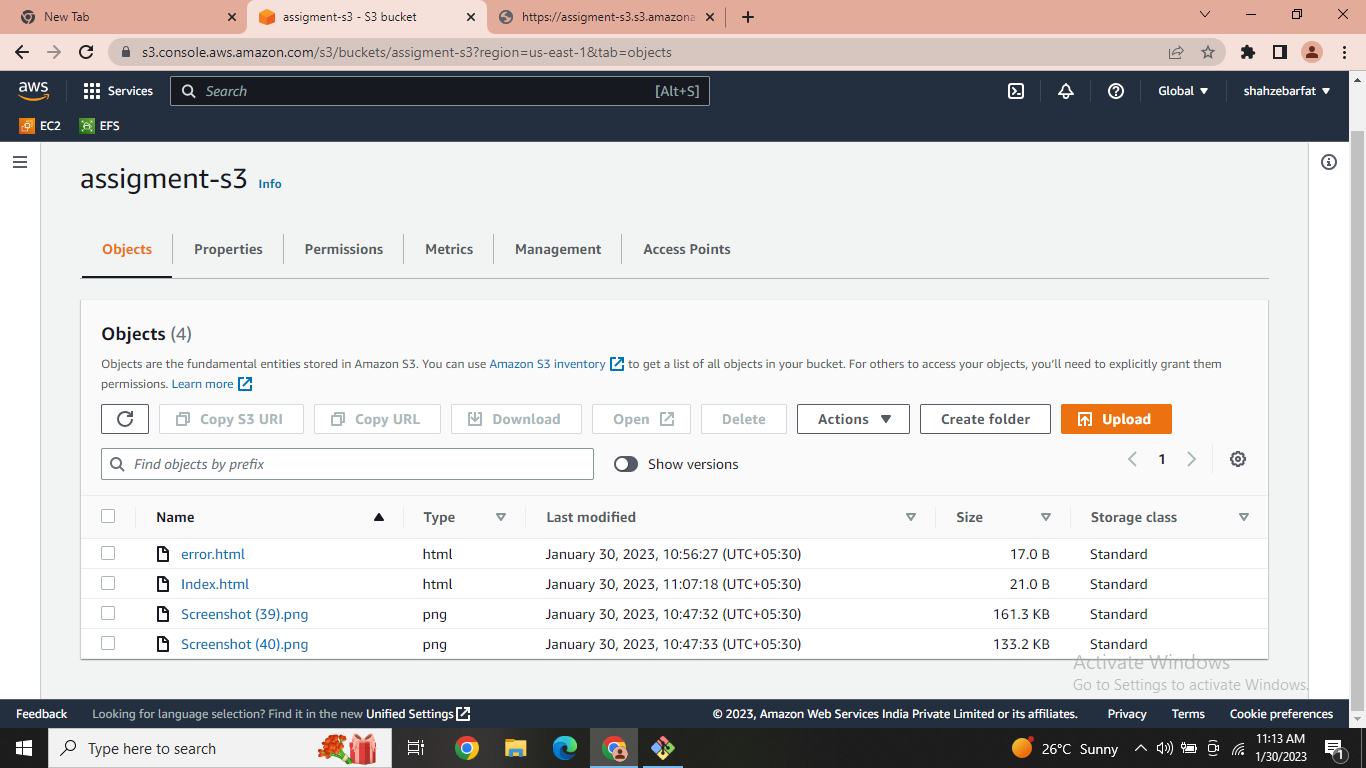 New Tab
assigment-s3 - S3 bucket
https://assigment-s3.s3.amazona
s3.console.aws.amazon.com/s3/buckets/assigment-s3?region=us-east-1&tab=objects
aws
Services
Search
[Alt+S]
Global
shahzebarfat
EC2
EFS
assigment-s3 Info
Objects
Properties
Permissions
Metrics
Management
Access Points
Objects (4)
Objects are the fundamental entities stored in Amazon S3. You can use Amazon S3 inventory to get a list of all objects in your bucket. For others to access your objects, you'll need to explicitly grant them
permissions. Learn more
Copy S3 URI
Copy URL
Download
Open
Delete
Actions
Create folder
Upload
Find objects by prefix
Show versions
1
Name Type Last modified Size Storage class
error.html html January 30, 2023, 10:56:27 (UTC+05:30) 17.0 B Standard
Index.html html January 30, 2023, 11:07:18 (UTC+05:30) 21.0 B Standard
Screenshot (39).png png January 30, 2023, 10:47:32 (UTC+05:30) 161.3 KB Standard
Screenshot (40).png png January 30, 2023, 10:47:33 (UTC+05:30) 133.2 KB Standard
Activate Windows
Go to Settings to activate Windows.
Feedback
Looking for language selection? Find it in the new Unified Settings
© 2023, Amazon Web Services India Private Limited or its affiliates.
Privacy
Terms
Cookie preferences
Type here to search
26°C Sunny
11:13 AM
1/30/2023
1